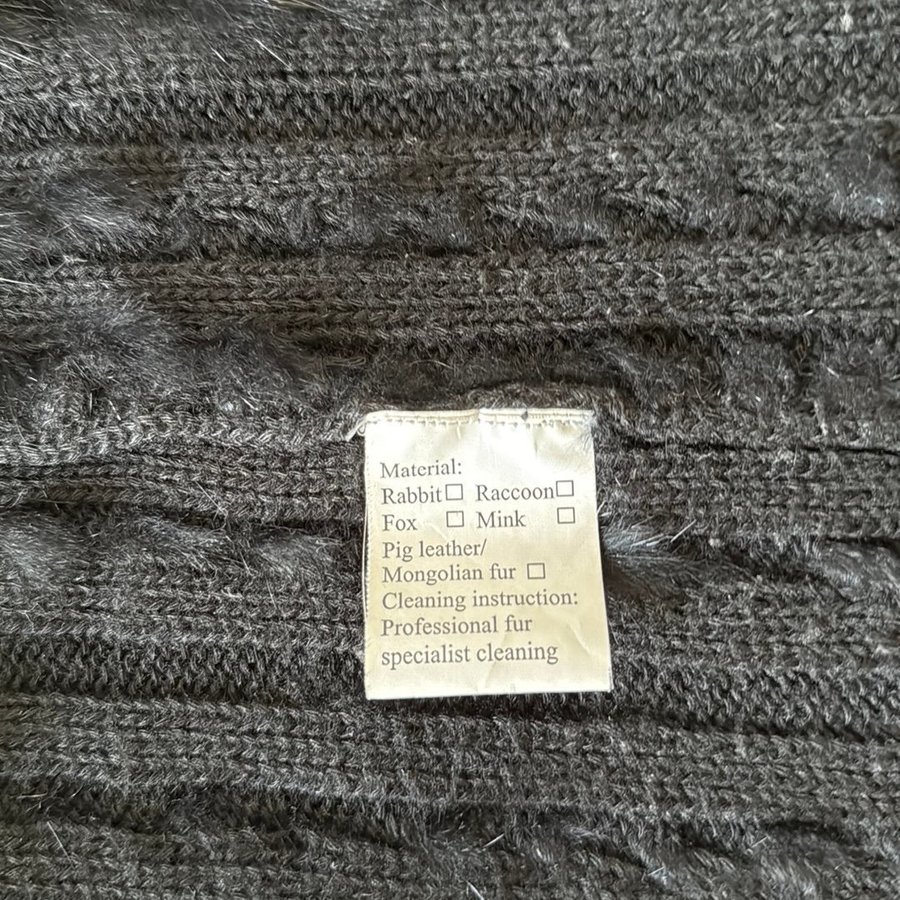 Material:
Rabbit☐ Raccoon☐
Fox ☐ Mink ☐
Pig leather/
Mongolian fur ☐
Cleaning instruction:
Professional fur
specialist cleaning